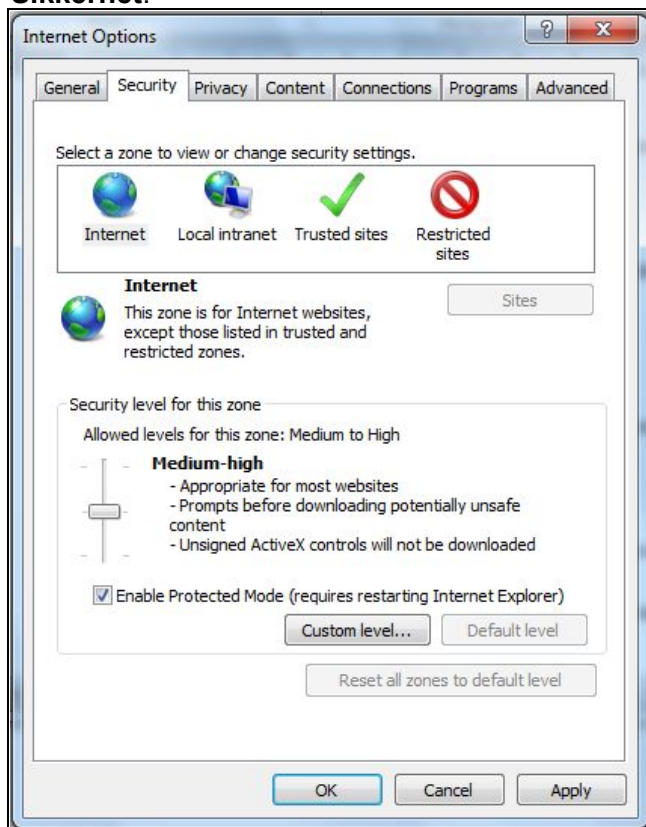 Sikkerhet.
Internet Options
General Security Privacy Content Connections Programs Advanced
Select a zone to view or change security settings.
Internet Local intranet Trusted sites Restricted
sites
Internet
This zone is for Internet websites,
except those listed in trusted and
restricted zones.
Sites
Security level for this zone
Allowed levels for this zone: Medium to High
Medium-high
- Appropriate for most websites
- Prompts before downloading potentially unsafe
content
- Unsigned ActiveX controls will not be downloaded
Enable Protected Mode (requires restarting Internet Explorer)
Custom level... Default level
Reset all zones to default level
OK Cancel Apply